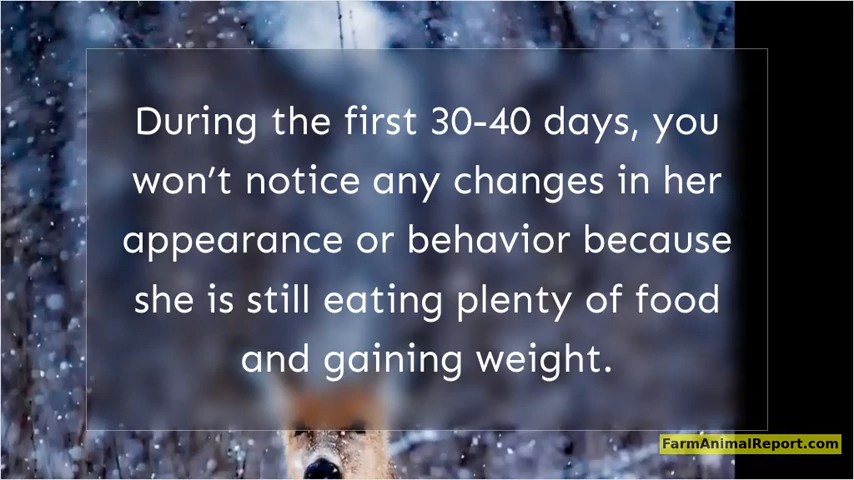 During the first 30-40 days, you
won’t notice any changes in her
appearance or behavior because
she is still eating plenty of food
and gaining weight.
FarmAnimalReport.com